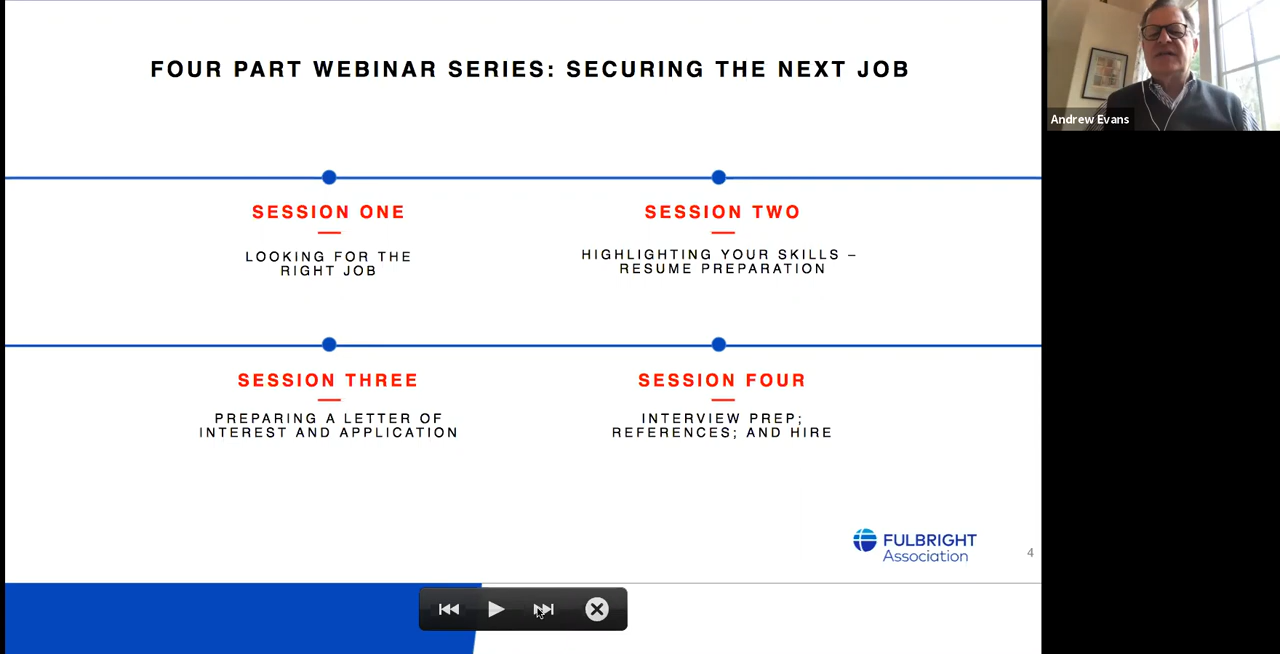 FOUR PART WEBINAR SERIES: SECURING THE NEXT JOB
Andrew Evans
SESSION ONE
LOOKING FOR THE
RIGHT JOB
SESSION TWO
HIGHLIGHTING YOUR SKILLS –
RESUME PREPARATION
SESSION THREE
PREPARING A LETTER OF
INTEREST AND APPLICATION
SESSION FOUR
INTERVIEW PREP;
REFERENCES; AND HIRE
FULBRIGHT
Association
4